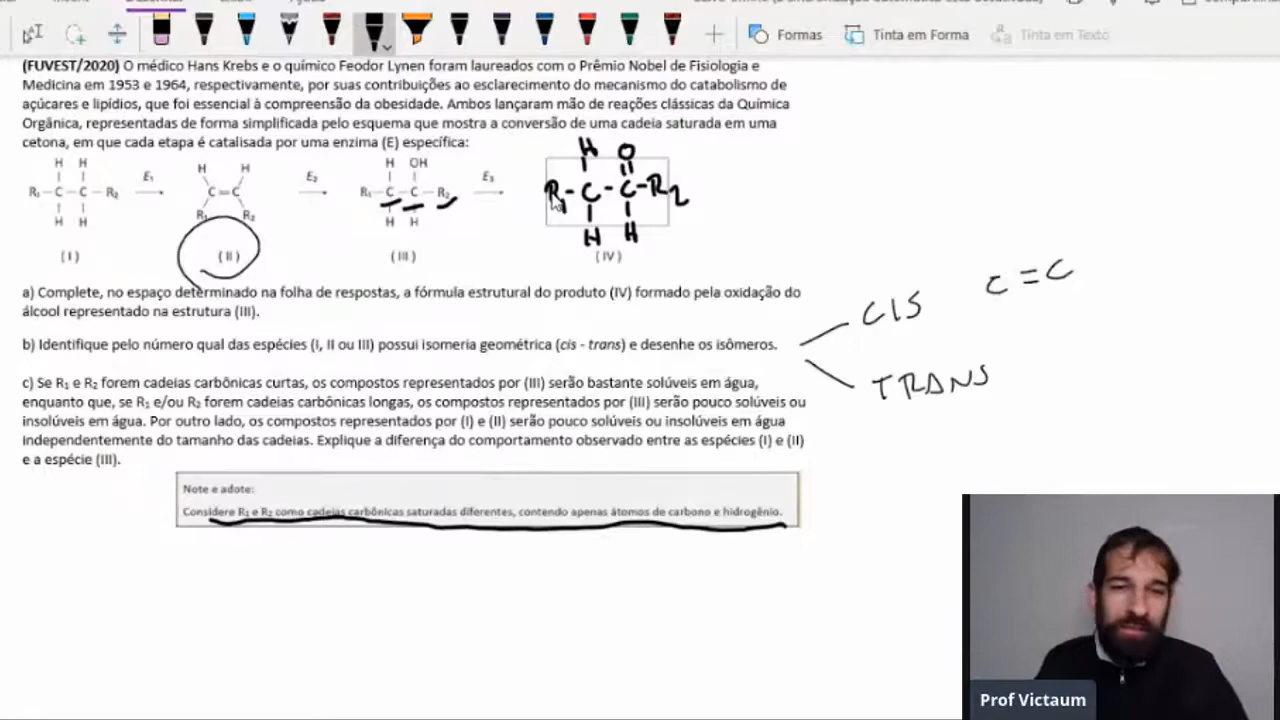 Formas Tinta em Forma Tinta em Texto
(FUVEST/2020) O médico Hans Krebs e o químico Feodor Lynen foram laureados com o Prêmio Nobel de Fisiologia e
Medicina em 1953 e 1964, respectivamente, por suas contribuições ao esclarecimento do mecanismo do catabolismo de
açúcares e lipídios, que foi essencial à compreensão da obesidade. Ambos lançaram mão de reações clássicas da Química
Orgânica, representadas de forma simplificada pelo esquema que mostra a conversão de uma cadeia saturada em uma
cetona, em que cada etapa é catalisada por uma enzima (E) específica:
H H H H H OH H O
E₁ E₂ E₃
R₁ - C - C - R₂ C = C R₁ - C - C - R₂ R₁ - C - C - R₂
H H R₁ R₂ H H H H
(I) (II) (III) (IV)
a) Complete, no espaço determinado na folha de respostas, a fórmula estrutural do produto (IV) formado pela oxidação do
álcool representado na estrutura (III).
b) Identifique pelo número qual das espécies (I, II ou III) possui isomeria geométrica (cis - trans) e desenhe os isômeros.
CIS C = C
TRANS
c) Se R₁ e R₂ forem cadeias carbônicas curtas, os compostos representados por (III) serão bastante solúveis em água,
enquanto que, se R₁ e/ou R₂ forem cadeias carbônicas longas, os compostos representados por (III) serão pouco solúveis ou
insolúveis em água. Por outro lado, os compostos representados por (I) e (II) serão pouco solúveis ou insolúveis em água
independentemente do tamanho das cadeias. Explique a diferença do comportamento observado entre as espécies (I) e (II)
e a espécie (III).
Note e adote:
Considere R₁ e R₂ como cadeias carbônicas saturadas diferentes, contendo apenas átomos de carbono e hidrogênio.
Prof Victaum